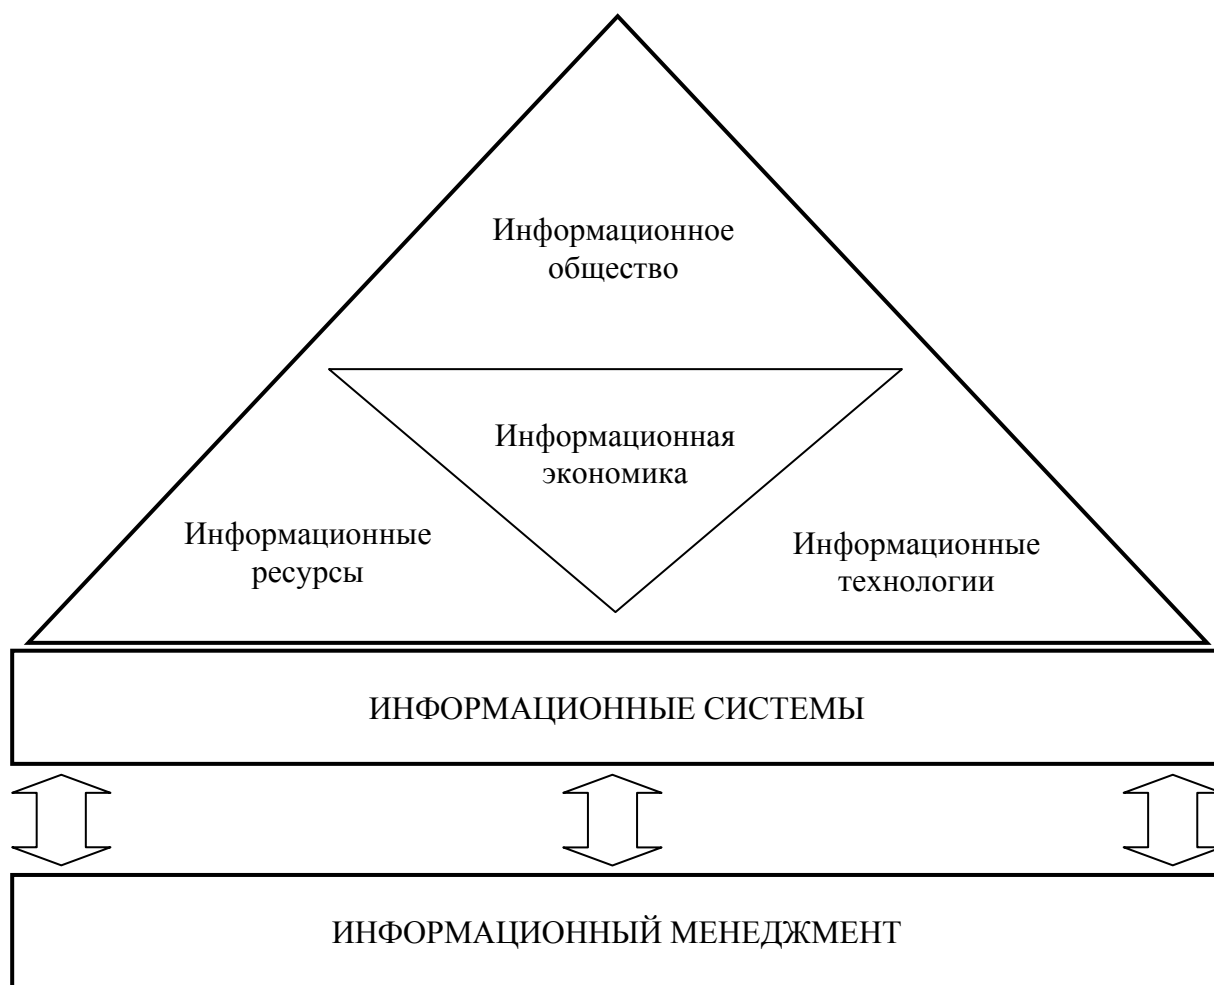 Информационное
общество
Информационная
экономика
Информационные
ресурсы
Информационные
технологии
ИНФОРМАЦИОННЫЕ СИСТЕМЫ
ИНФОРМАЦИОННЫЙ МЕНЕДЖМЕНТ